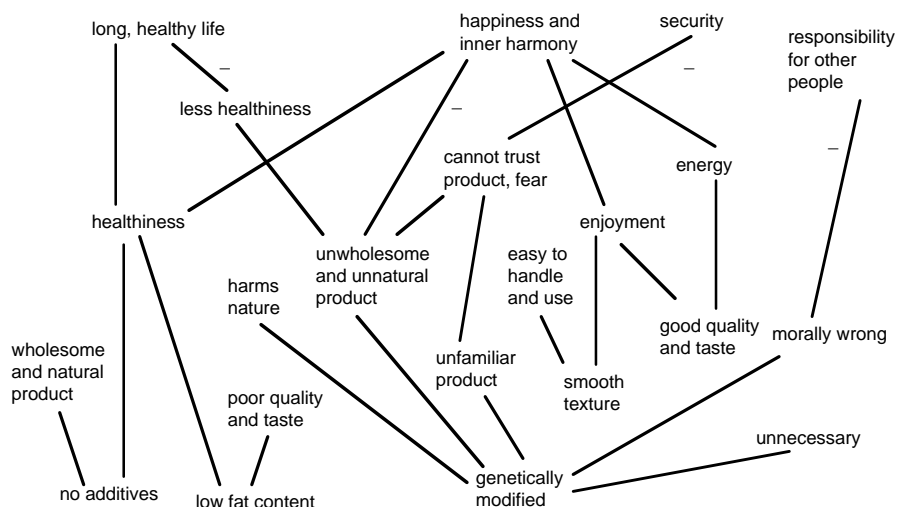 long, healthy life
happiness and
inner harmony
security
responsibility
for other
people
–
–
less healthiness
–
cannot trust
product, fear
energy
–
healthiness
enjoyment
unwholesome
and unnatural
product
easy to
handle
and use
harms
nature
good quality
and taste
morally wrong
wholesome
and natural
product
unfamiliar
product
smooth
texture
poor quality
and taste
unnecessary
no additives
low fat content
genetically
modified